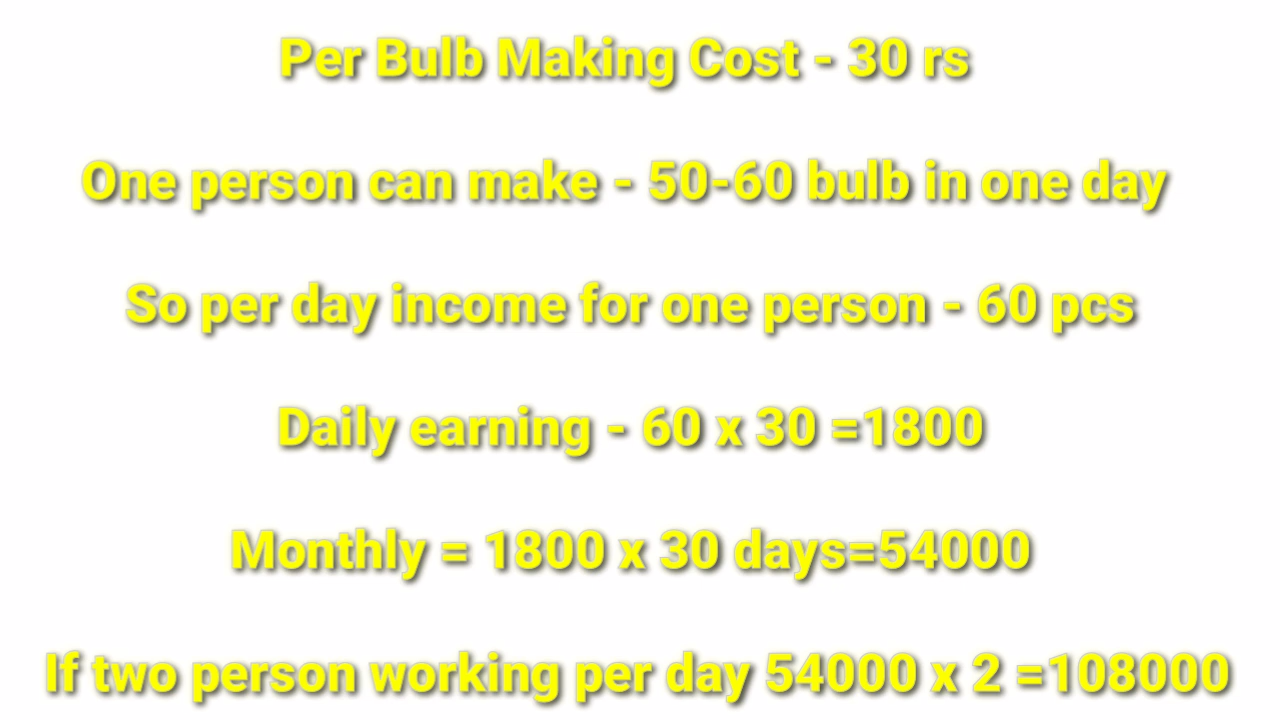 Per Bulb Making Cost - 30 rs
One person can make - 50-60 bulb in one day
So per day income for one person - 60 pcs
Daily earning - 60 x 30 =1800
Monthly = 1800 x 30 days=54000
If two person working per day 54000 x 2 =108000